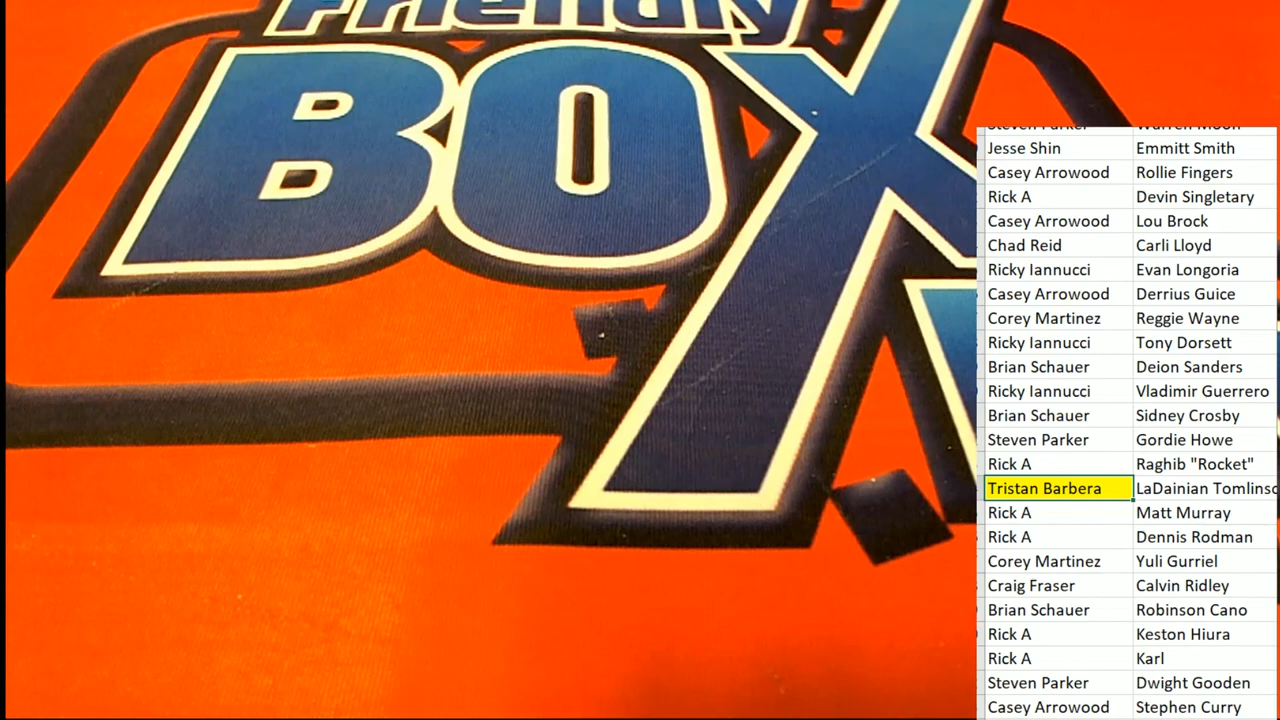 Friendly
BOX
Steven Parker Warren Moon
Jesse Shin Emmitt Smith
Casey Arrowood Rollie Fingers
Rick A Devin Singletary
Casey Arrowood Lou Brock
Chad Reid Carli Lloyd
Ricky Iannucci Evan Longoria
Casey Arrowood Derrius Guice
Corey Martinez Reggie Wayne
Ricky Iannucci Tony Dorsett
Brian Schauer Deion Sanders
Ricky Iannucci Vladimir Guerrero
Brian Schauer Sidney Crosby
Steven Parker Gordie Howe
Rick A Raghib "Rocket"
Tristan Barbera LaDainian Tomlinso
Rick A Matt Murray
Rick A Dennis Rodman
Corey Martinez Yuli Gurriel
Craig Fraser Calvin Ridley
Brian Schauer Robinson Cano
Rick A Keston Hiura
Rick A Karl
Steven Parker Dwight Gooden
Casey Arrowood Stephen Curry